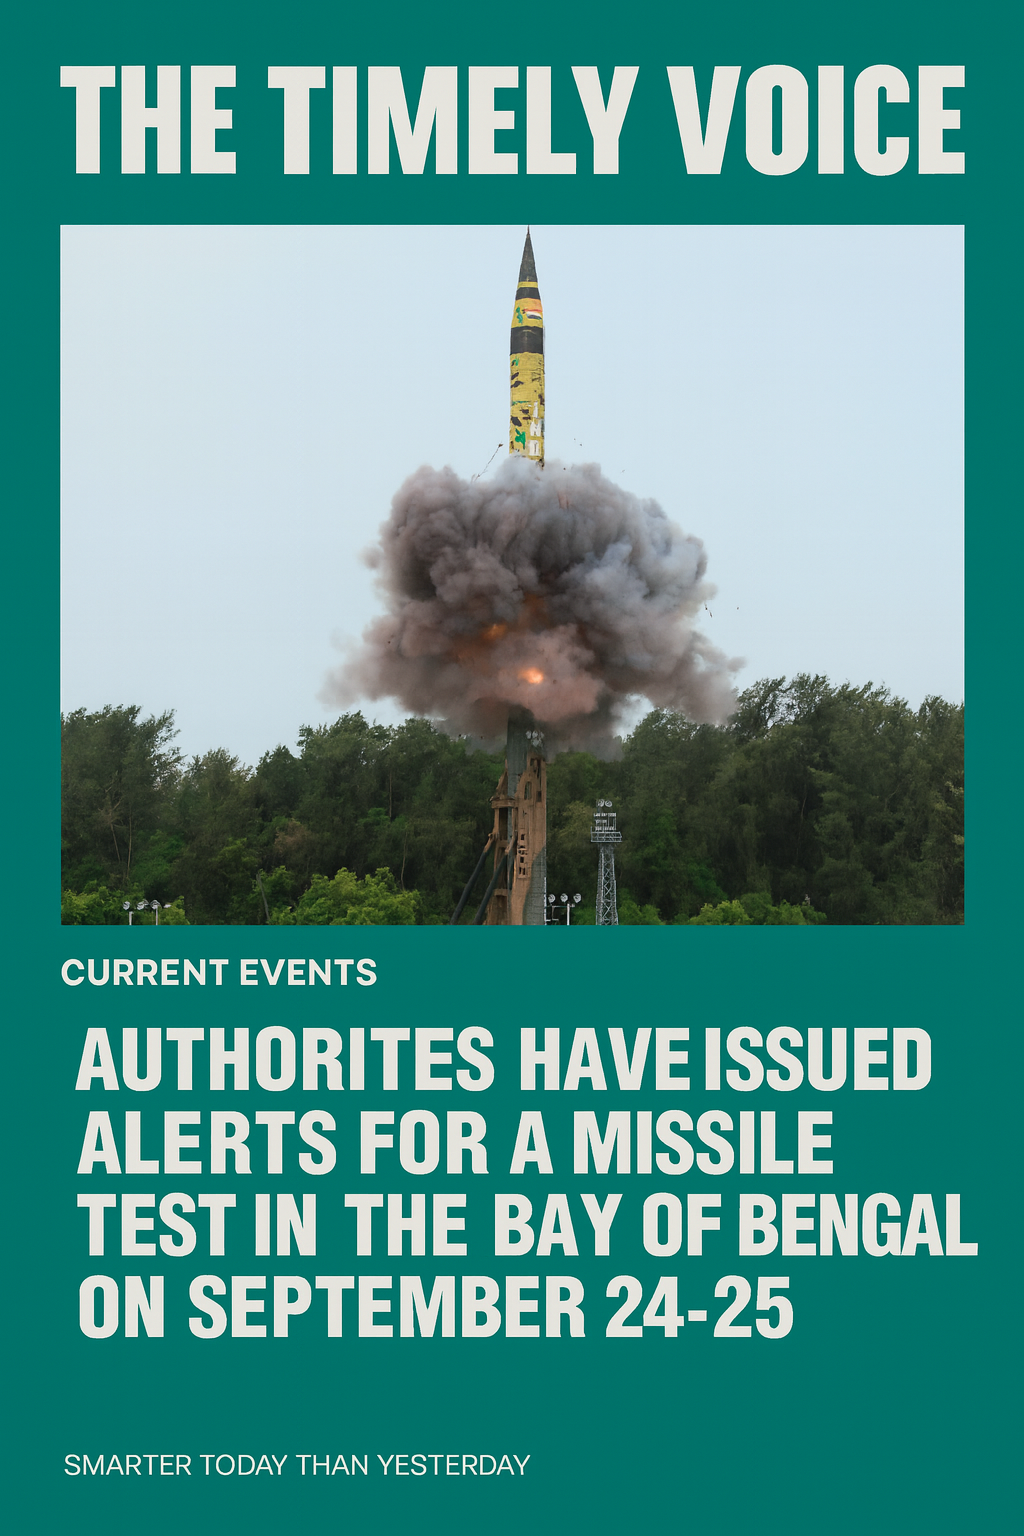 THE TIMELY VOICE
IND
CURRENT EVENTS
AUTHORITES HAVE ISSUED
ALERTS FOR A MISSILE
TEST IN THE BAY OF BENGAL
ON SEPTEMBER 24-25
SMARTER TODAY THAN YESTERDAY